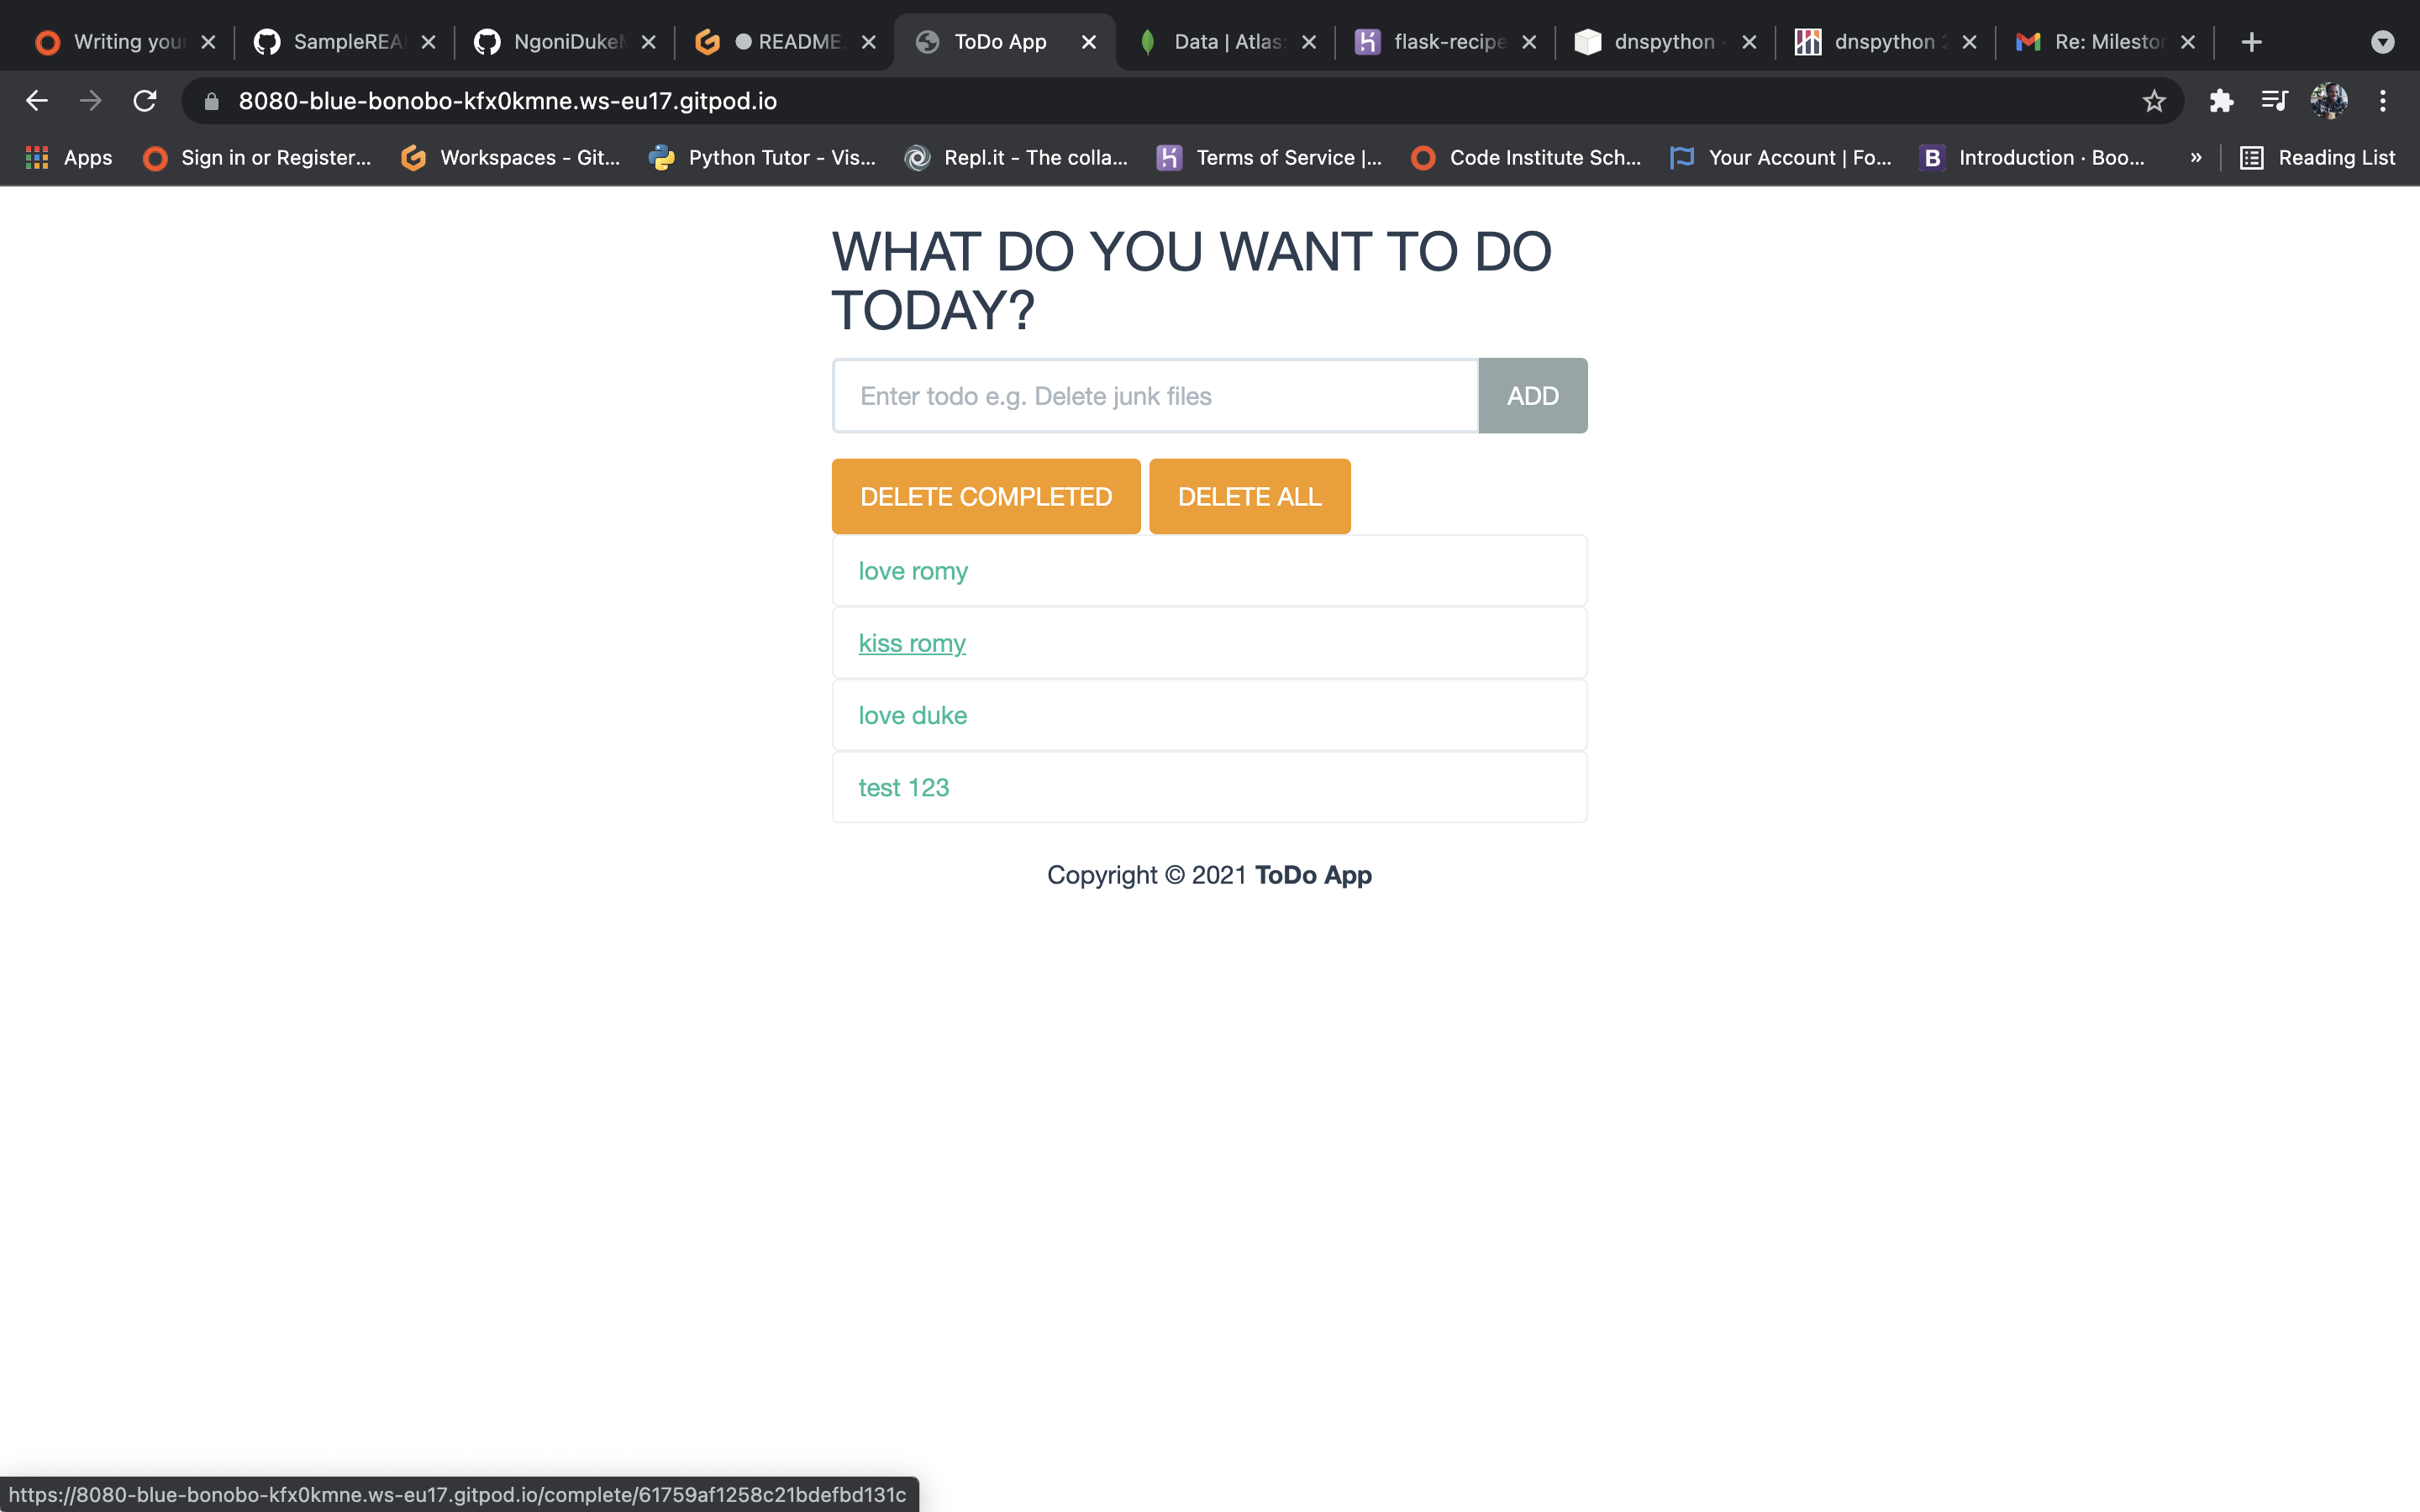 Writing your
SampleREA
NgoniDukeM
README.
ToDo App
Data | Atlas
flask-recipe
dnspython ·
dnspython 2
Re: Mileston
8080-blue-bonobo-kfx0kmne.ws-eu17.gitpod.io
Apps
Sign in or Register...
Workspaces - Git...
Python Tutor - Vis...
Repl.it - The colla...
Terms of Service |...
Code Institute Sch...
Your Account | Fo...
B
Introduction · Boo...
»
Reading List
WHAT DO YOU WANT TO DO
TODAY?
Enter todo e.g. Delete junk files
ADD
DELETE COMPLETED
DELETE ALL
love romy
kiss romy
love duke
test 123
Copyright © 2021 ToDo App
https://8080-blue-bonobo-kfx0kmne.ws-eu17.gitpod.io/complete/61759af1258c21bdefbd131c